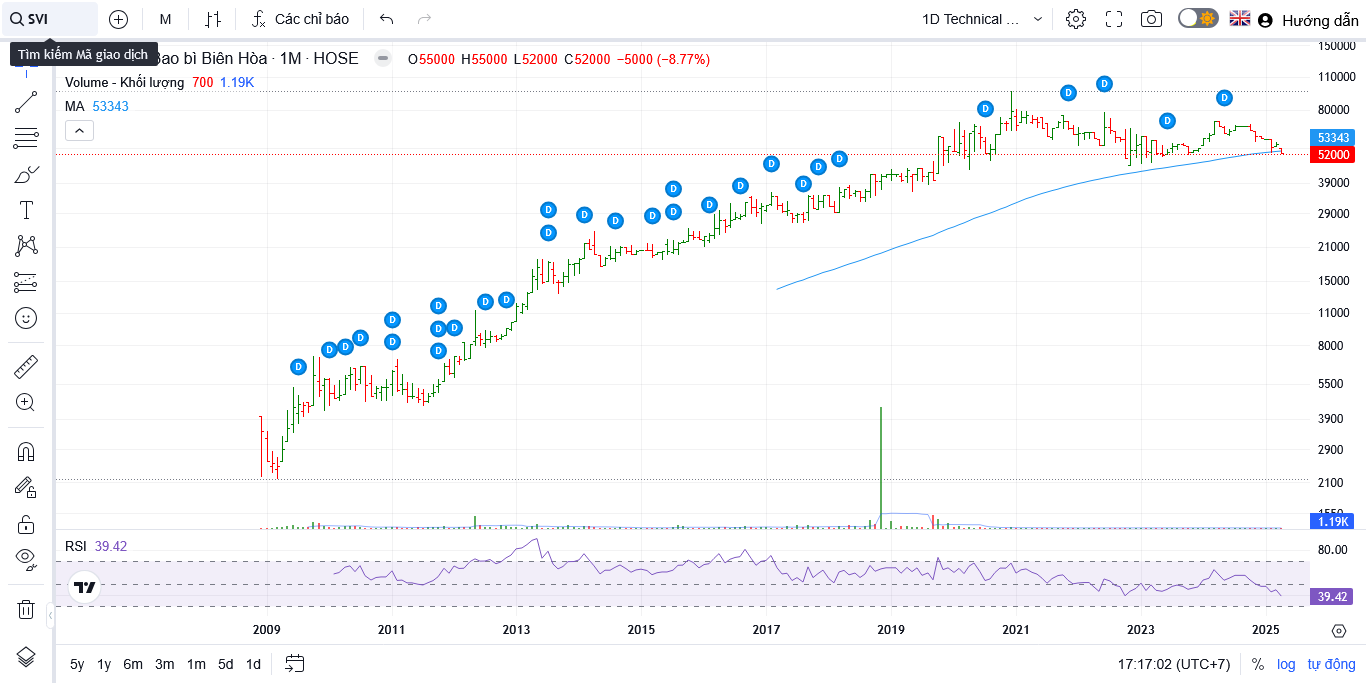 SVI
M
Các chỉ báo
1D Technical ...
Hướng dẫn
Tìm kiếm Mã giao dịch
Bao bì Biên Hòa · 1M · HOSE
O55000 H55000 L52000 C52000 −5000 (−8.77%)
Volume - Khối lượng 700 1.19K
MA 53343
150000
110000
80000
53343
52000
39000
29000
21000
15000
11000
8000
5500
3900
2900
2100
1550
1.19K
D D D D D D D D D D D D D D D D D D D D D D D D D D D D D D D
RSI 39.42
80.00
39.42
2009 2011 2013 2015 2017 2019 2021 2023 2025
5y 1y 6m 3m 1m 5d 1d
17:17:02 (UTC+7) % log tự động